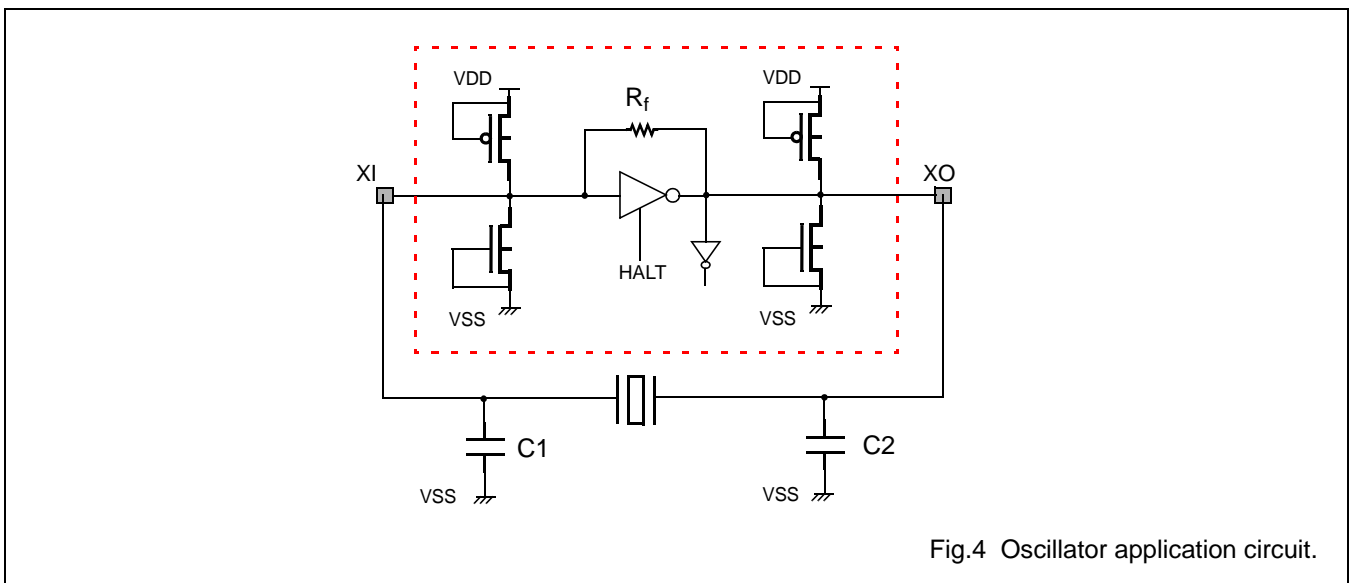 VDD
VDD
Rf
XI
XO
HALT
VSS
VSS
C1
C2
VSS
VSS
Fig.4 Oscillator application circuit.